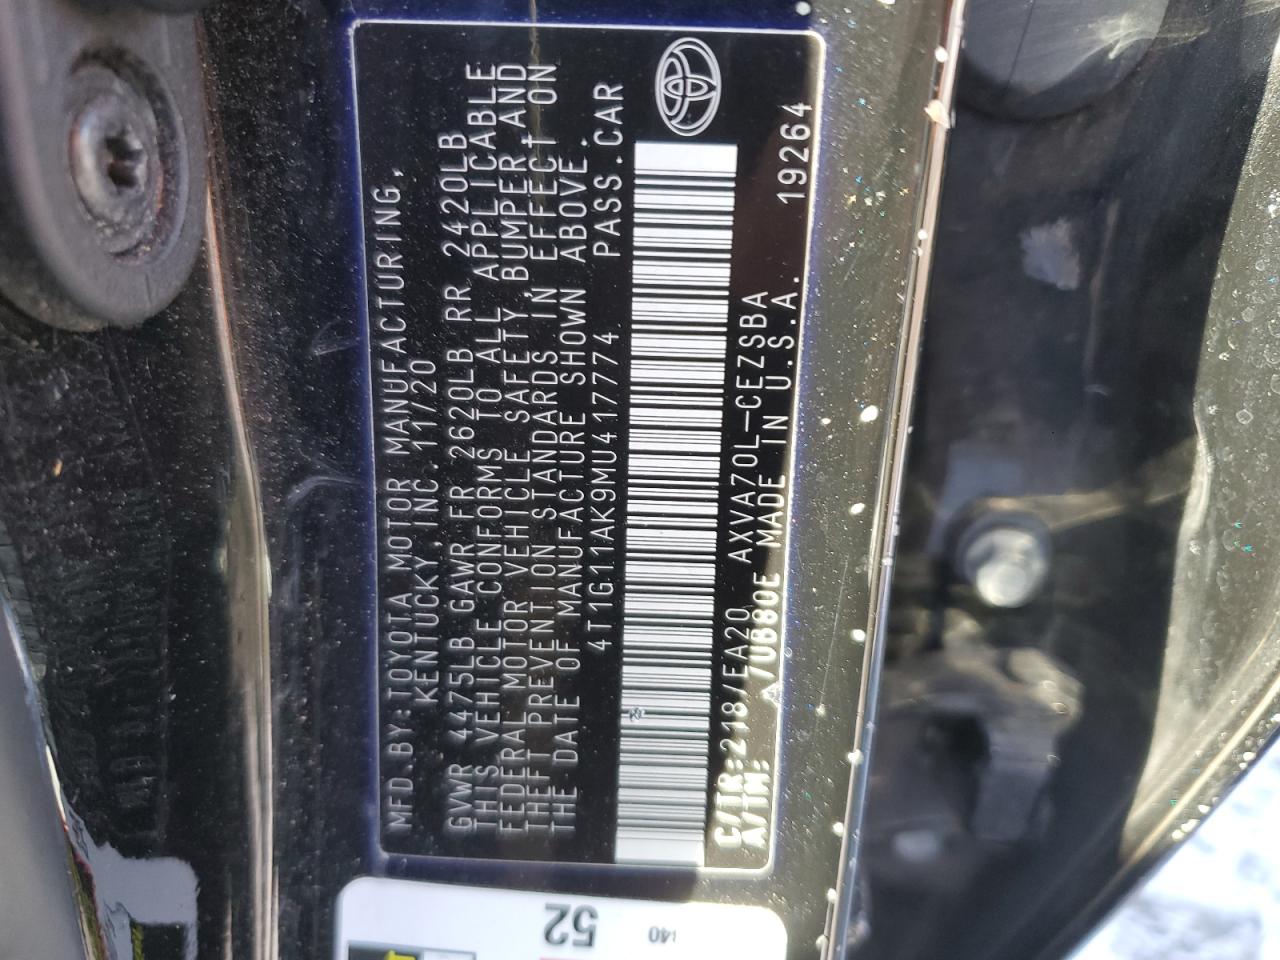 MFD.BY:TOYOTA MOTOR MANUFACTURING,
KENTUCKY,INC. 11/20
GVWR 4475LB GAWR FR 2620LB RR 2420LB
THIS VEHICLE CONFORMS TO ALL APPLICABLE
FEDERAL MOTOR VEHICLE SAFETY, BUMPER, AND
THEFT PREVENTION STANDARDS IN EFFECT ON
THE DATE OF MANUFACTURE SHOWN ABOVE.
4T1G11AK9MU417774 PASS.CAR
C/TR:218/EA20 AXVA70L-CEZSBA
A/TM: /UB80E MADE IN U.S.A. 19264
52